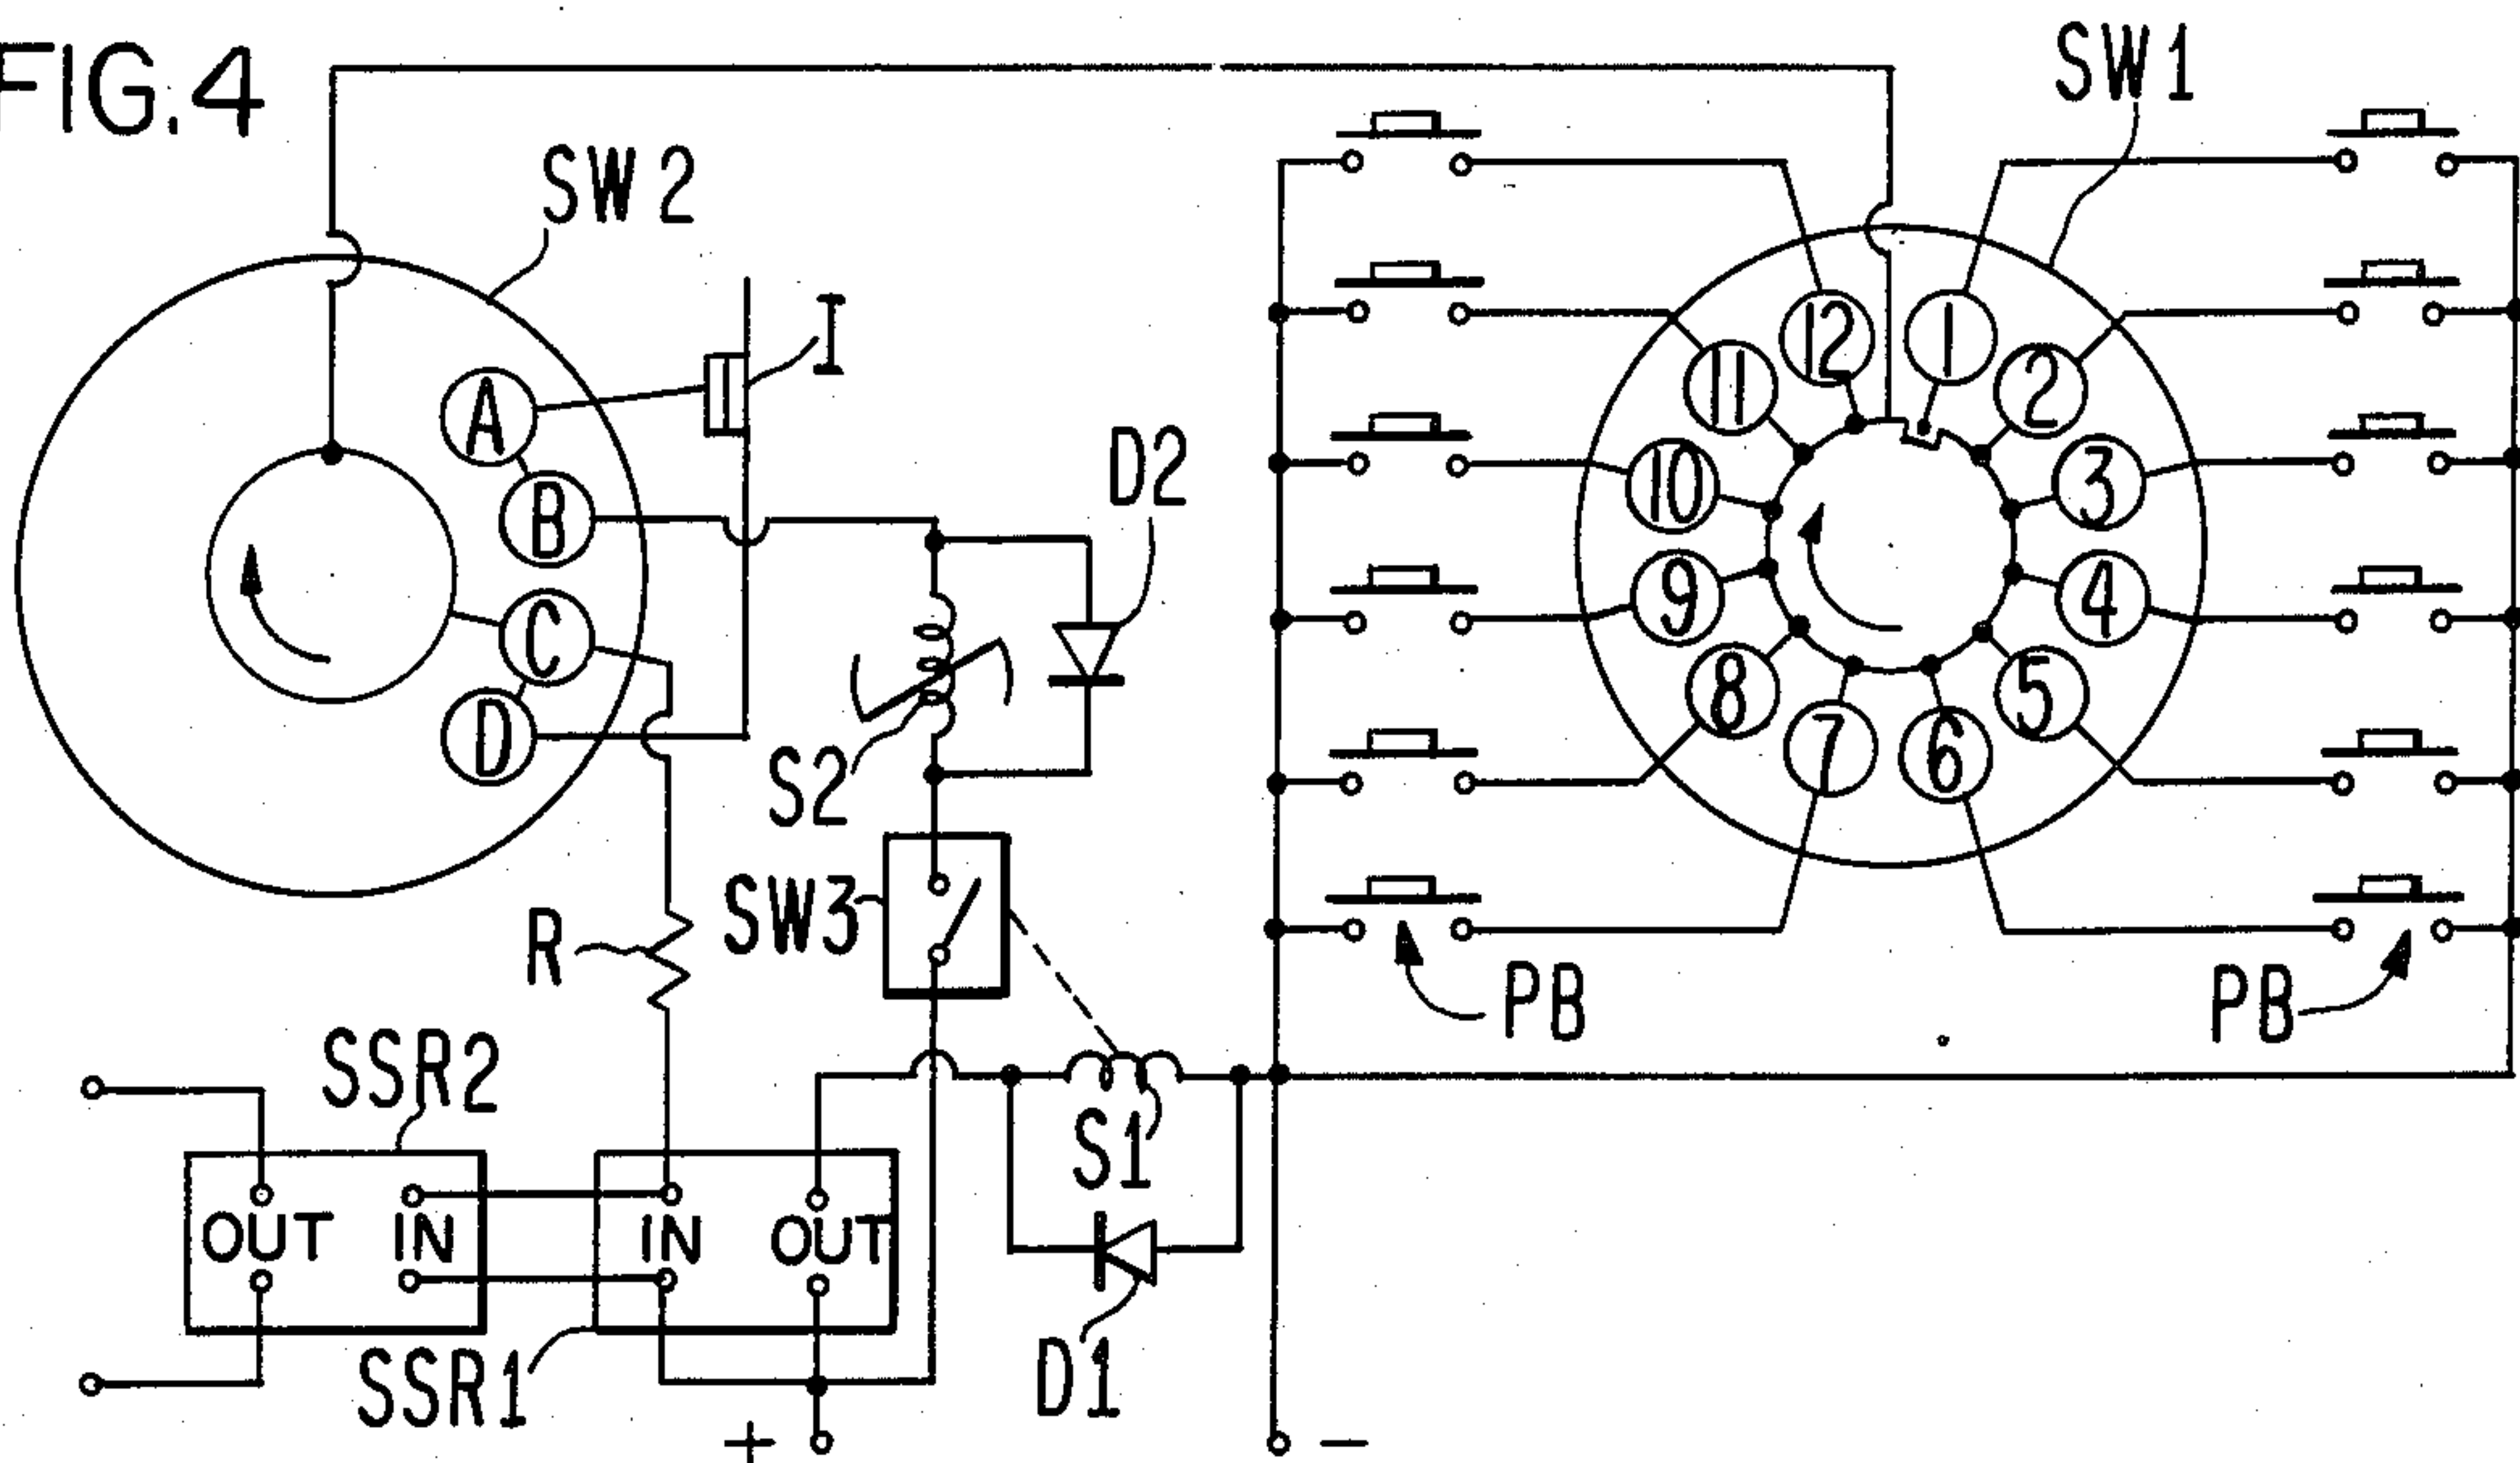 FIG.4
SW1
SW2
I
A
B
C
D
D2
12
1
11
2
10
3
9
4
8
5
7
6
S2
SW3
R
PB
PB
SSR2
S1
OUT
IN
IN
OUT
SSR1
D1
+
−